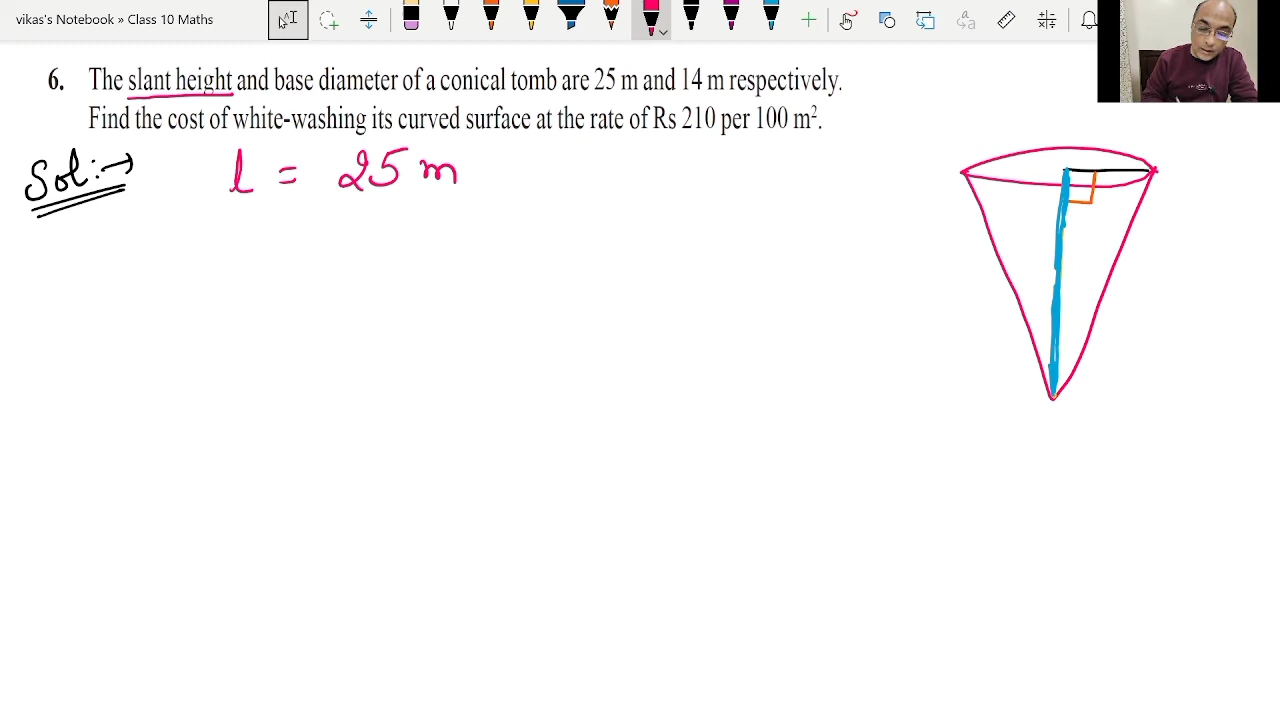 vikas's Notebook » Class 10 Maths
6. The slant height and base diameter of a conical tomb are 25 m and 14 m respectively.
Find the cost of white-washing its curved surface at the rate of Rs 210 per 100 m².
Sol:→ l = 25 m